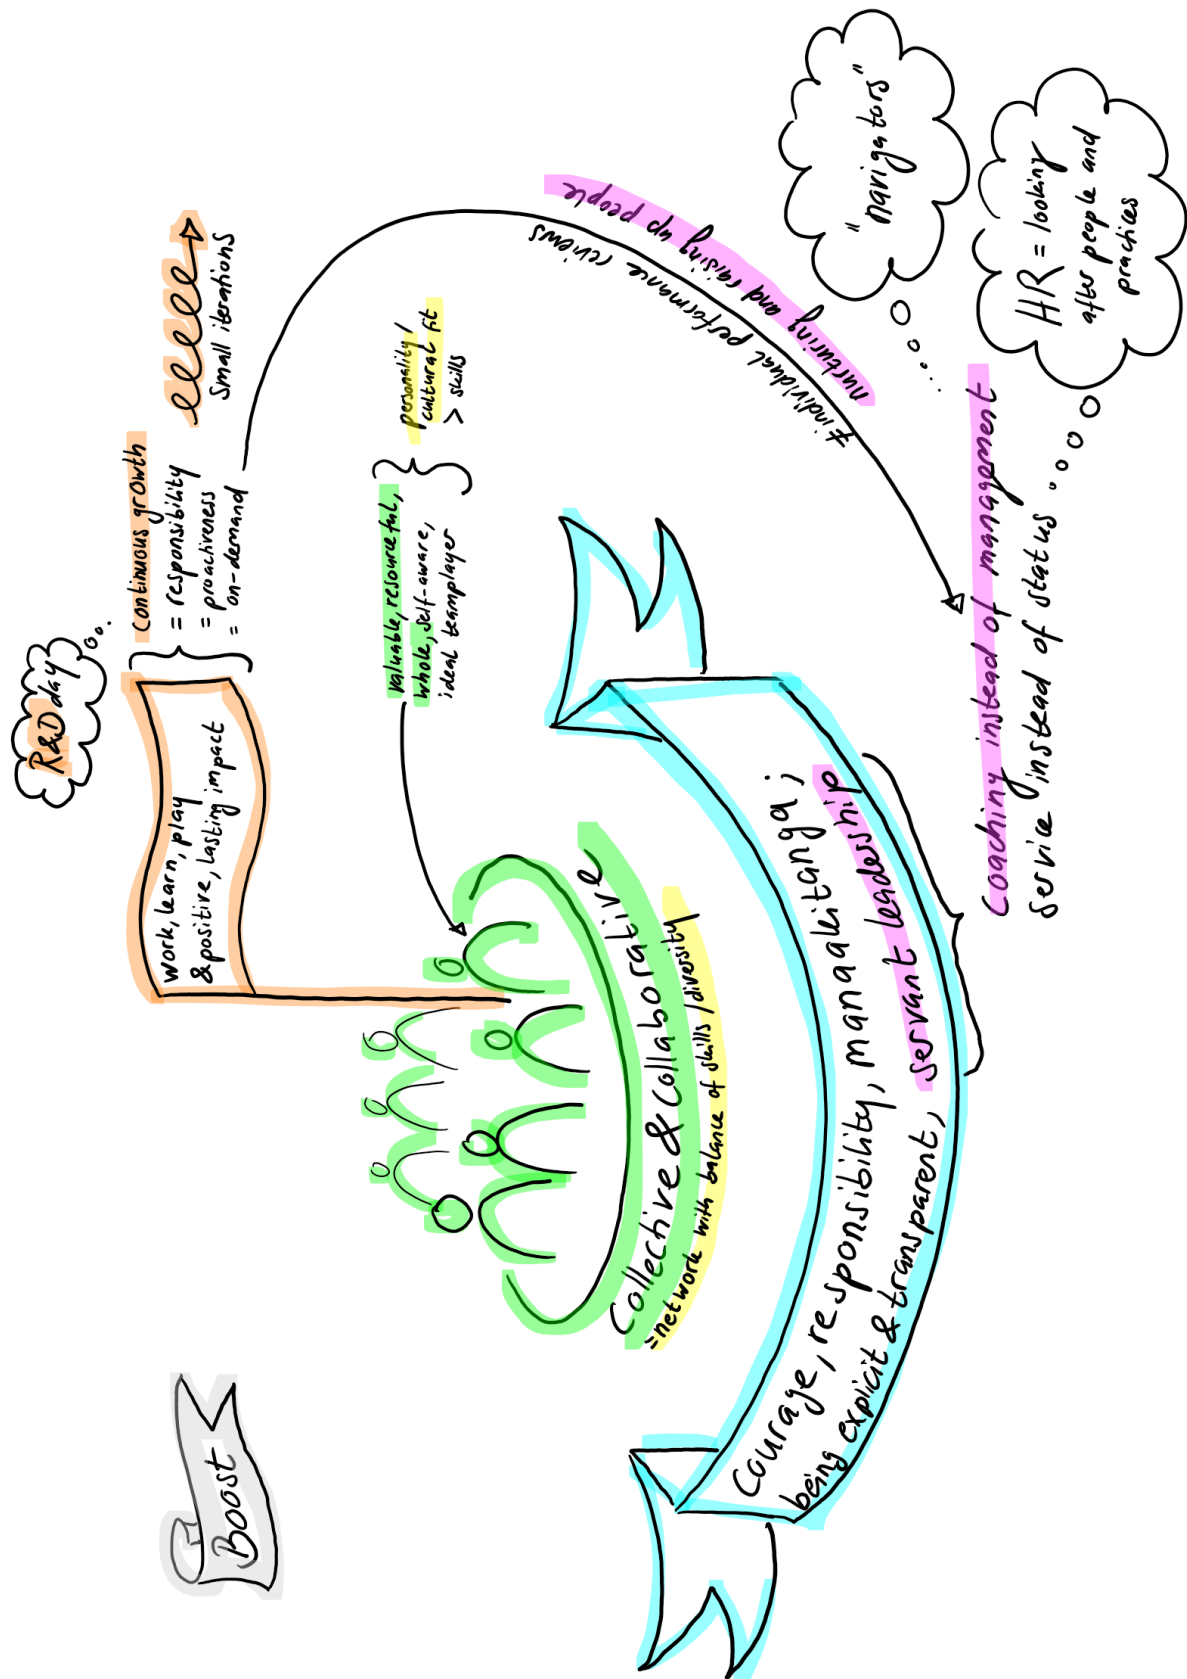 Boost
R&D day
work, learn, play
& positive, lasting impact
continuous growth
= responsibility
= proactiveness
= on-demand
small iterations
valuable, resourceful,
whole, self-aware,
ideal teamplayer
personality /
cultural fit
> skills
Collective & Collaborative
= network with balance of skills / diversity
≠ individual performance reviews
nurturing and raising up people
Courage, responsibility, manaakitanga;
being explicit & transparent, servant leadership
Coaching instead of management
service instead of status
"navigators"
HR = looking
after people and
practices